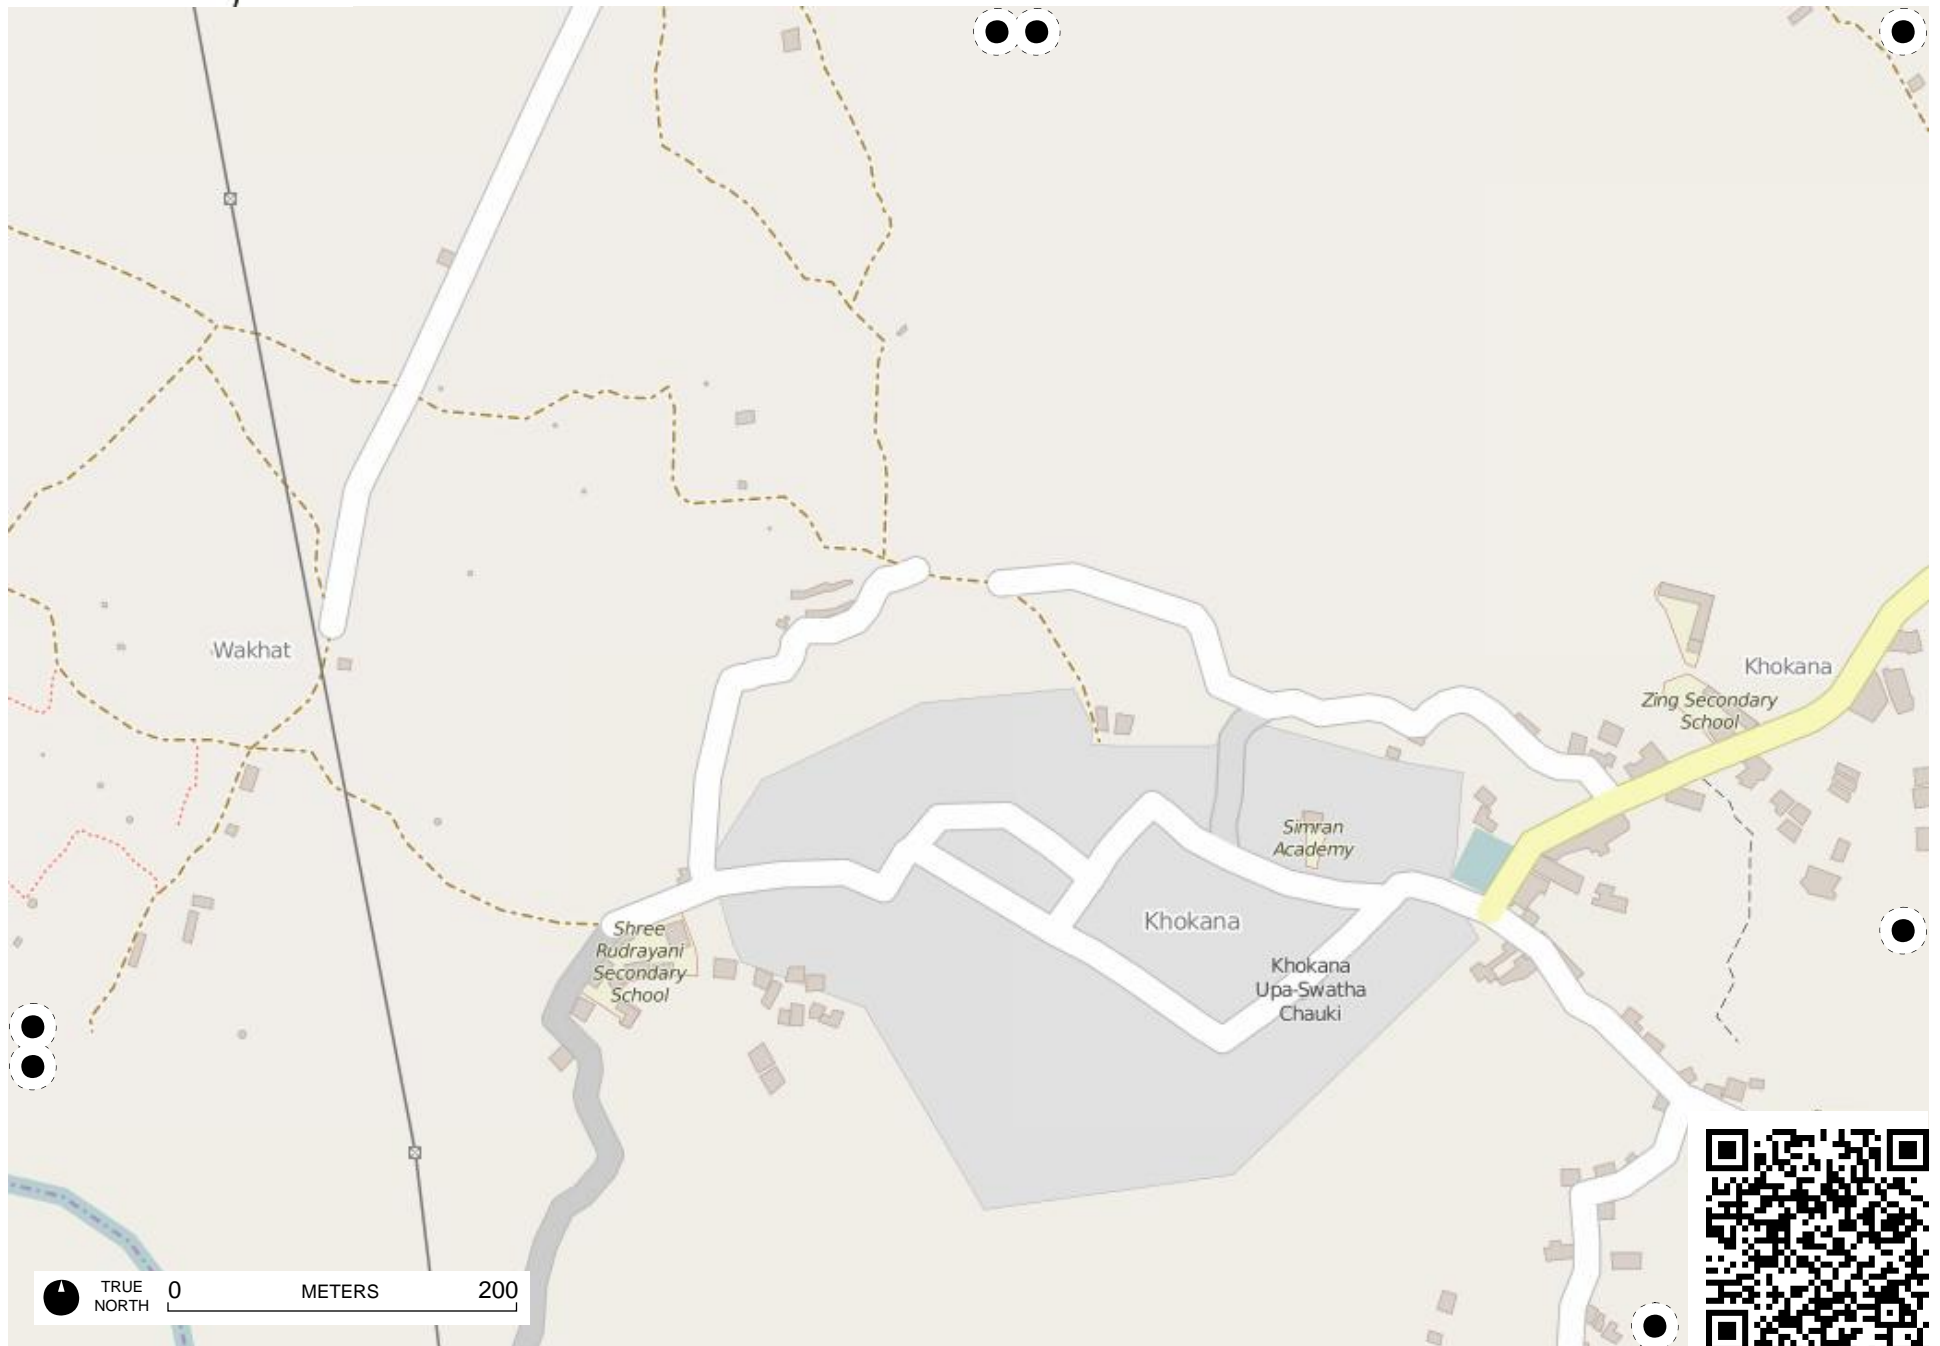 Wakhat
Khokana
Zing Secondary
School
Simran
Academy
Khokana
Shree
Rudrayani
Secondary
School
Khokana
Upa-Swatha
Chauki
TRUE
NORTH
0 METERS 200